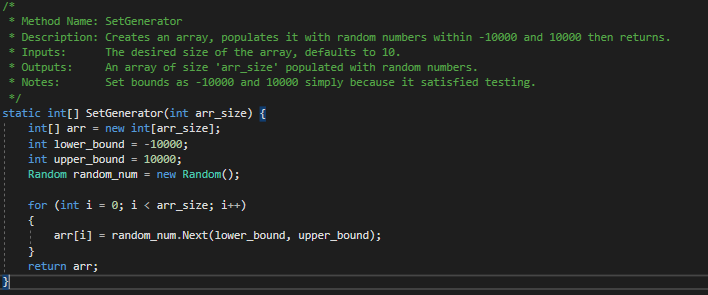 /*
 * Method Name: SetGenerator
 * Description: Creates an array, populates it with random numbers within -10000 and 10000 then returns.
 * Inputs:      The desired size of the array, defaults to 10.
 * Outputs:     An array of size 'arr_size' populated with random numbers.
 * Notes:       Set bounds as -10000 and 10000 simply because it satisfied testing.
 */
static int[] SetGenerator(int arr_size) {
    int[] arr = new int[arr_size];
    int lower_bound = -10000;
    int upper_bound = 10000;
    Random random_num = new Random();

    for (int i = 0; i < arr_size; i++)
    {
        arr[i] = random_num.Next(lower_bound, upper_bound);
    }
    return arr;
}